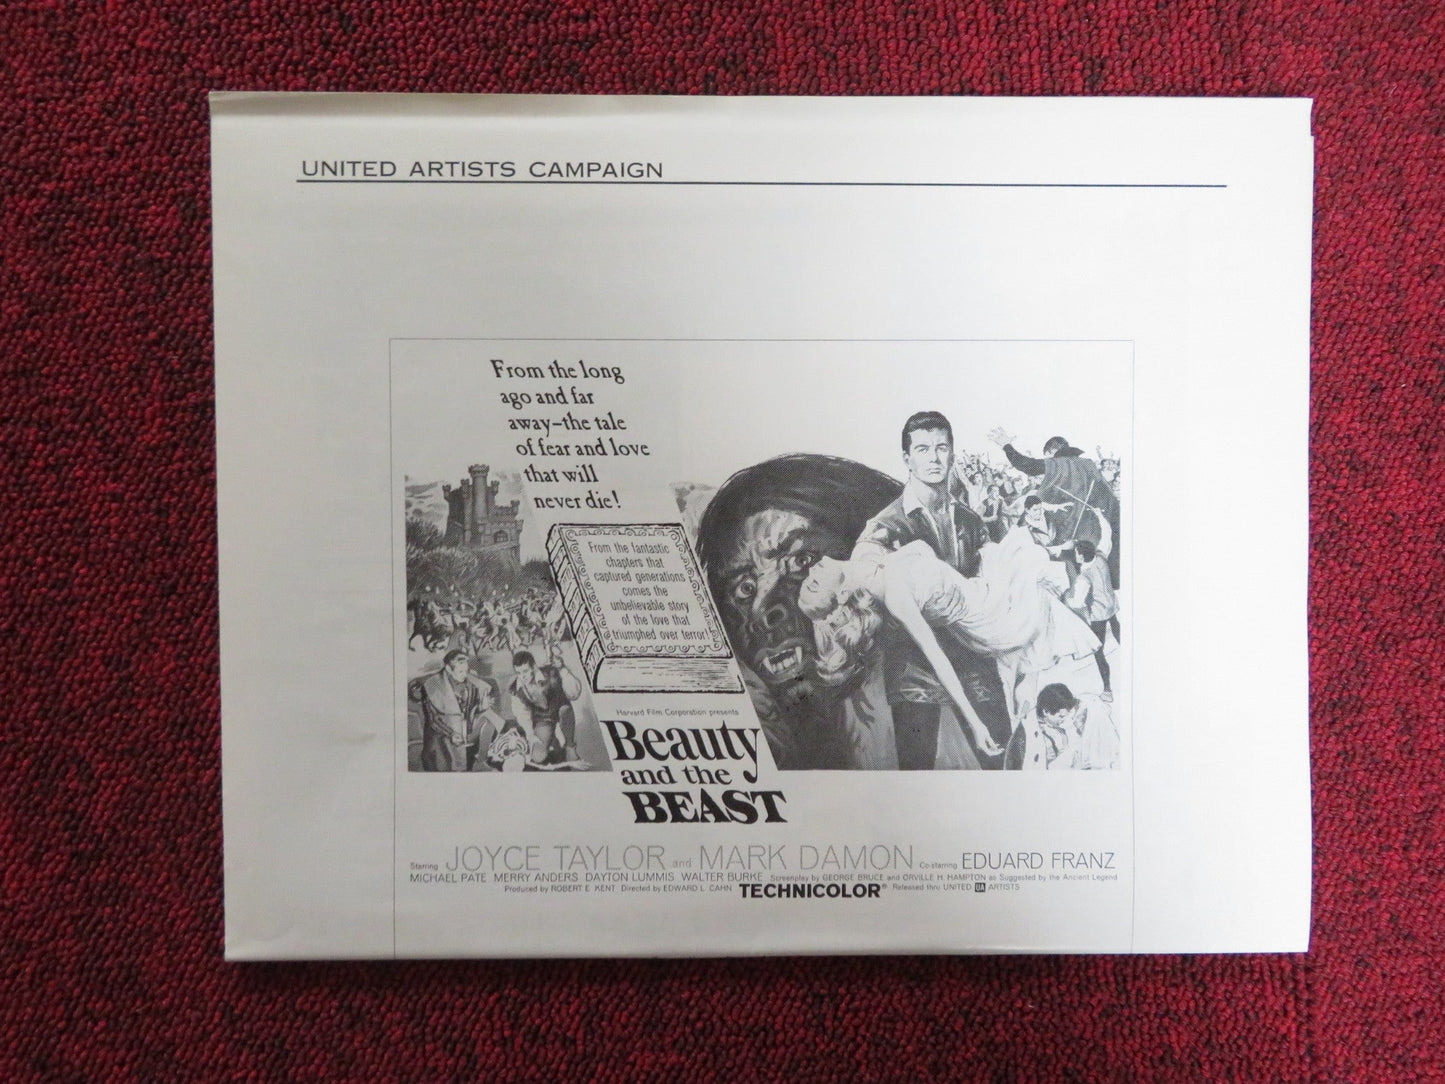 UNITED ARTISTS CAMPAIGN
From the long
ago and far
away—the tale
of fear and love
that will
never die!
From the fantastic
chapters that
captured generations
comes the
unbelievable story
of the love that
triumphed over terror!
Harvard Film Corporation presents
Beauty
and the
BEAST
Starring JOYCE TAYLOR and MARK DAMON Co-starring EDUARD FRANZ
MICHAEL PATE MERRY ANDERS DAYTON LUMMIS WALTER BURKE Screenplay by GEORGE BRUCE and ORVILLE H. HAMPTON as Suggested by the Ancient Legend
Produced by ROBERT E. KENT Directed by EDWARD L. CAHN TECHNICOLOR® Released thru UNITED UA ARTISTS